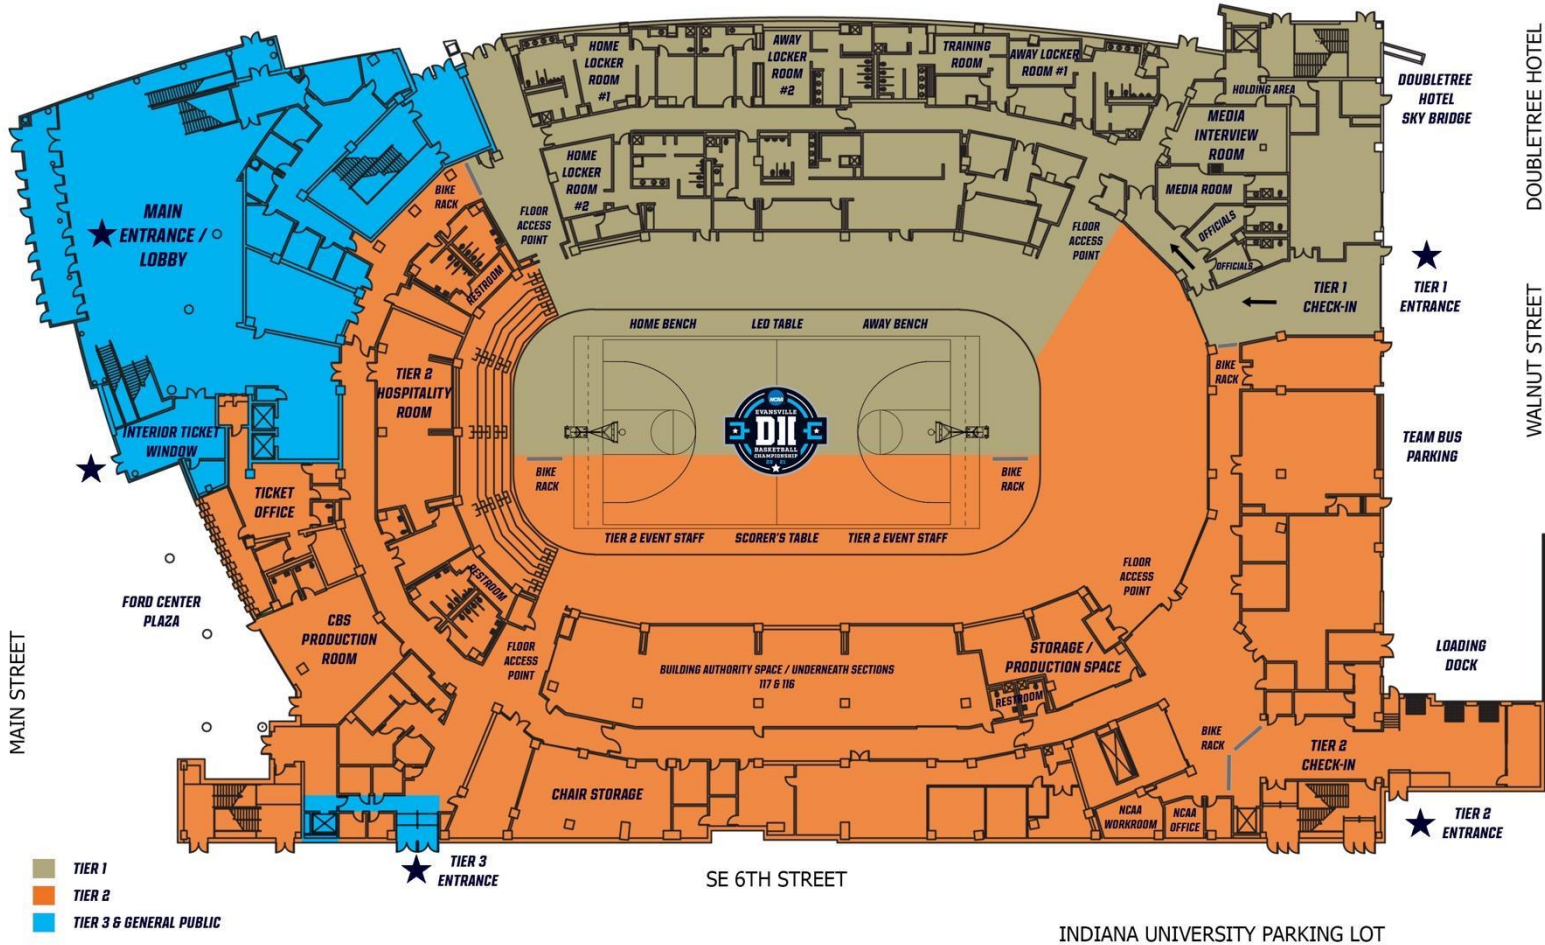 HOME
LOCKER
ROOM
#1
AWAY
LOCKER
ROOM
#2
TRAINING
ROOM
AWAY LOCKER
ROOM #1
HOLDING AREA
DOUBLETREE
HOTEL
SKY BRIDGE
DOUBLETREE HOTEL
MEDIA
INTERVIEW
ROOM
MEDIA ROOM
OFFICIALS
OFFICIALS
HOME
LOCKER
ROOM
#2
BIKE
RACK
FLOOR
ACCESS
POINT
FLOOR
ACCESS
POINT
MAIN
ENTRANCE /
LOBBY
RESTROOM
TIER 1
CHECK-IN
TIER 1
ENTRANCE
WALNUT STREET
HOME BENCH
LED TABLE
AWAY BENCH
TIER 2
HOSPITALITY
ROOM
BIKE
RACK
NCAA
EVANSVILLE
DII
BASKETBALL
CHAMPIONSHIP
INTERIOR TICKET
WINDOW
TEAM BUS
PARKING
BIKE
RACK
BIKE
RACK
TICKET
OFFICE
TIER 2 EVENT STAFF
SCORER'S TABLE
TIER 2 EVENT STAFF
RESTROOM
FLOOR
ACCESS
POINT
FORD CENTER
PLAZA
CBS
PRODUCTION
ROOM
FLOOR
ACCESS
POINT
BUILDING AUTHORITY SPACE / UNDERNEATH SECTIONS
117 & 116
STORAGE /
PRODUCTION SPACE
RESTROOM
LOADING
DOCK
MAIN STREET
BIKE
RACK
TIER 2
CHECK-IN
CHAIR STORAGE
NCAA
WORKROOM
NCAA
OFFICE
TIER 2
ENTRANCE
TIER 3
ENTRANCE
TIER 1
TIER 2
TIER 3 & GENERAL PUBLIC
SE 6TH STREET
INDIANA UNIVERSITY PARKING LOT